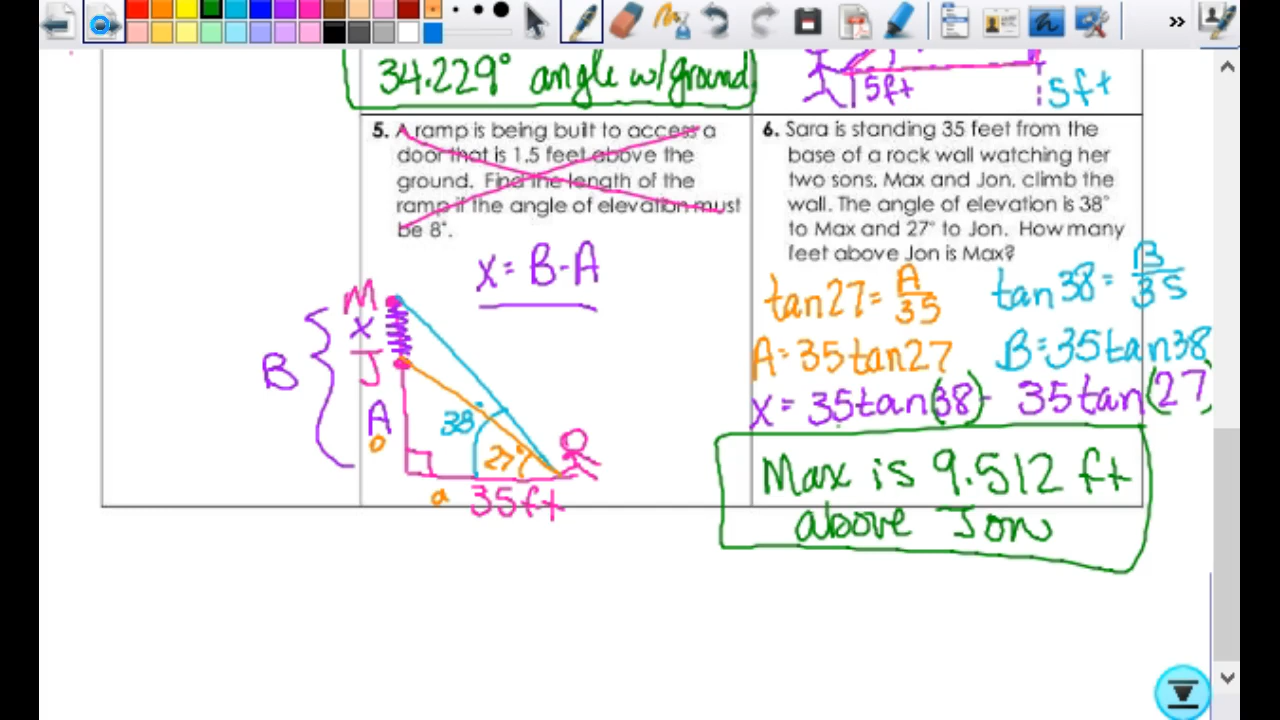 34.229° angle w/ground
5ft
5ft
5. A ramp is being built to access a
door that is 1.5 feet above the
ground. Find the length of the
ramp if the angle of elevation must
be 8°.
X = B-A
M
X
J
B
A
o
38°
27°
a
35ft
6. Sara is standing 35 feet from the
base of a rock wall watching her
two sons, Max and Jon, climb the
wall. The angle of elevation is 38°
to Max and 27° to Jon. How many
feet above Jon is Max?
tan27 = A/35
tan38 = B/35
A = 35tan27
B = 35tan38
X = 35tan(38) - 35tan(27)
Max is 9.512 ft
above Jon